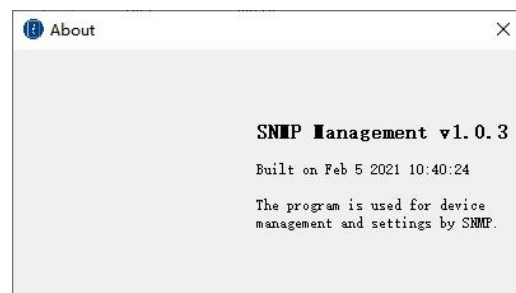 About
SNMP Management v1.0.3
Built on Feb 5 2021 10:40:24
The program is used for device
management and settings by SNMP.